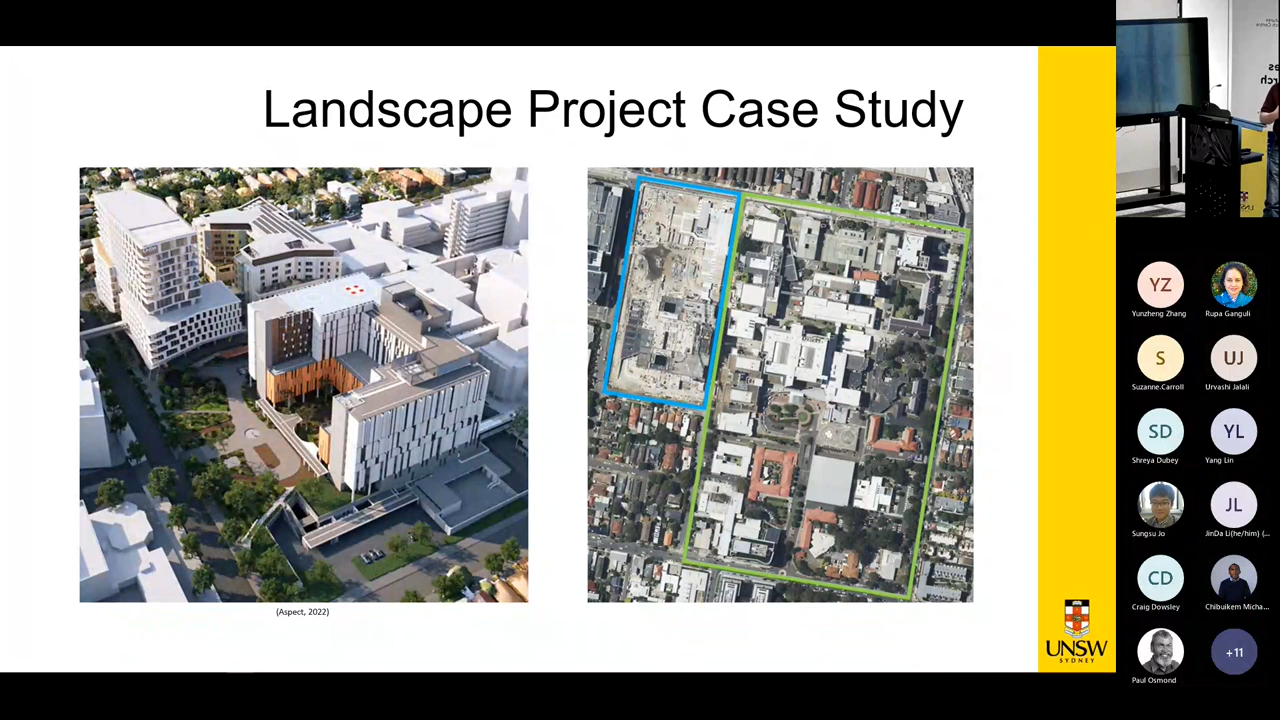 Landscape Project Case Study
(Aspect, 2022)
UNSW
SYDNEY
YZ
Yunzheng Zhang
Rupa Ganguli
S
Suzanne.Carroll
UJ
Urvashi Jalali
SD
Shreya Dubey
YL
Yang Lin
Sungsu Jo
JL
JinDa Li(he/him) (...
CD
Craig Dowsley
Chibuikem Micha...
Paul Osmond
+11